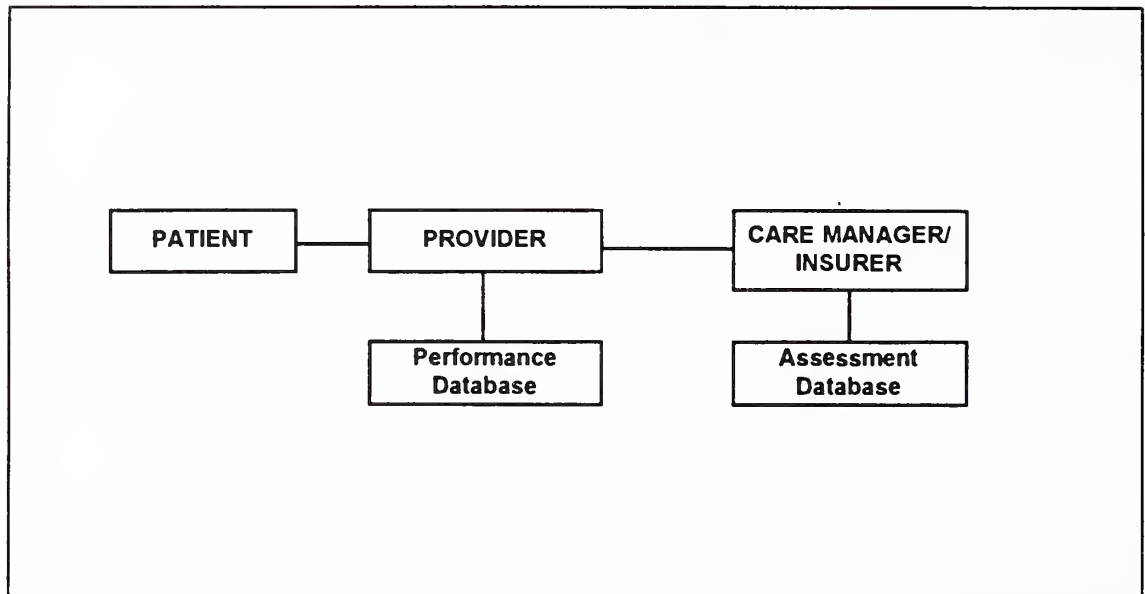 PATIENT
PROVIDER
CARE MANAGER/
INSURER
Performance
Database
Assessment
Database